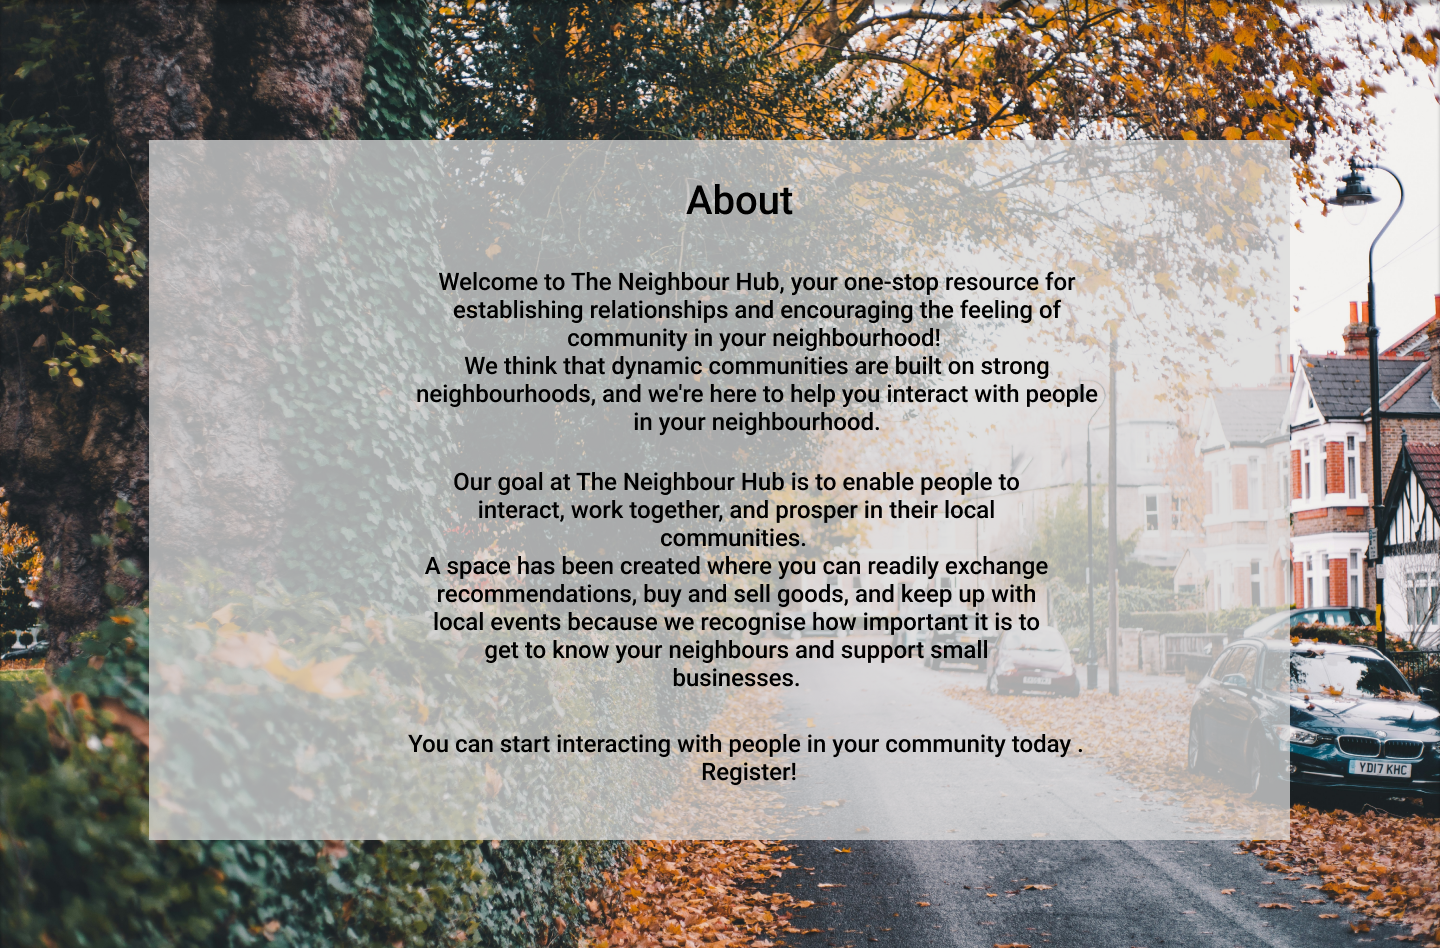 About
Welcome to The Neighbour Hub, your one-stop resource for
establishing relationships and encouraging the feeling of
community in your neighbourhood!
We think that dynamic communities are built on strong
neighbourhoods, and we're here to help you interact with people
in your neighbourhood.
Our goal at The Neighbour Hub is to enable people to
interact, work together, and prosper in their local
communities.
A space has been created where you can readily exchange
recommendations, buy and sell goods, and keep up with
local events because we recognise how important it is to
get to know your neighbours and support small
businesses.
You can start interacting with people in your community today .
Register!
YD17 KHC